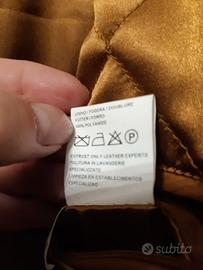 LINING / FODERA / DOUBLURE
FUTTER / FORRO
100% POLYAMIDE
P
ENTRUST ONLY LEATHER EXPERTS
PULITURA IN LAVANDERIE
SPECIALIZZATE
LIMPIEZA EN ESTABLECIMIENTOS
ESPECIALIZADO
subito